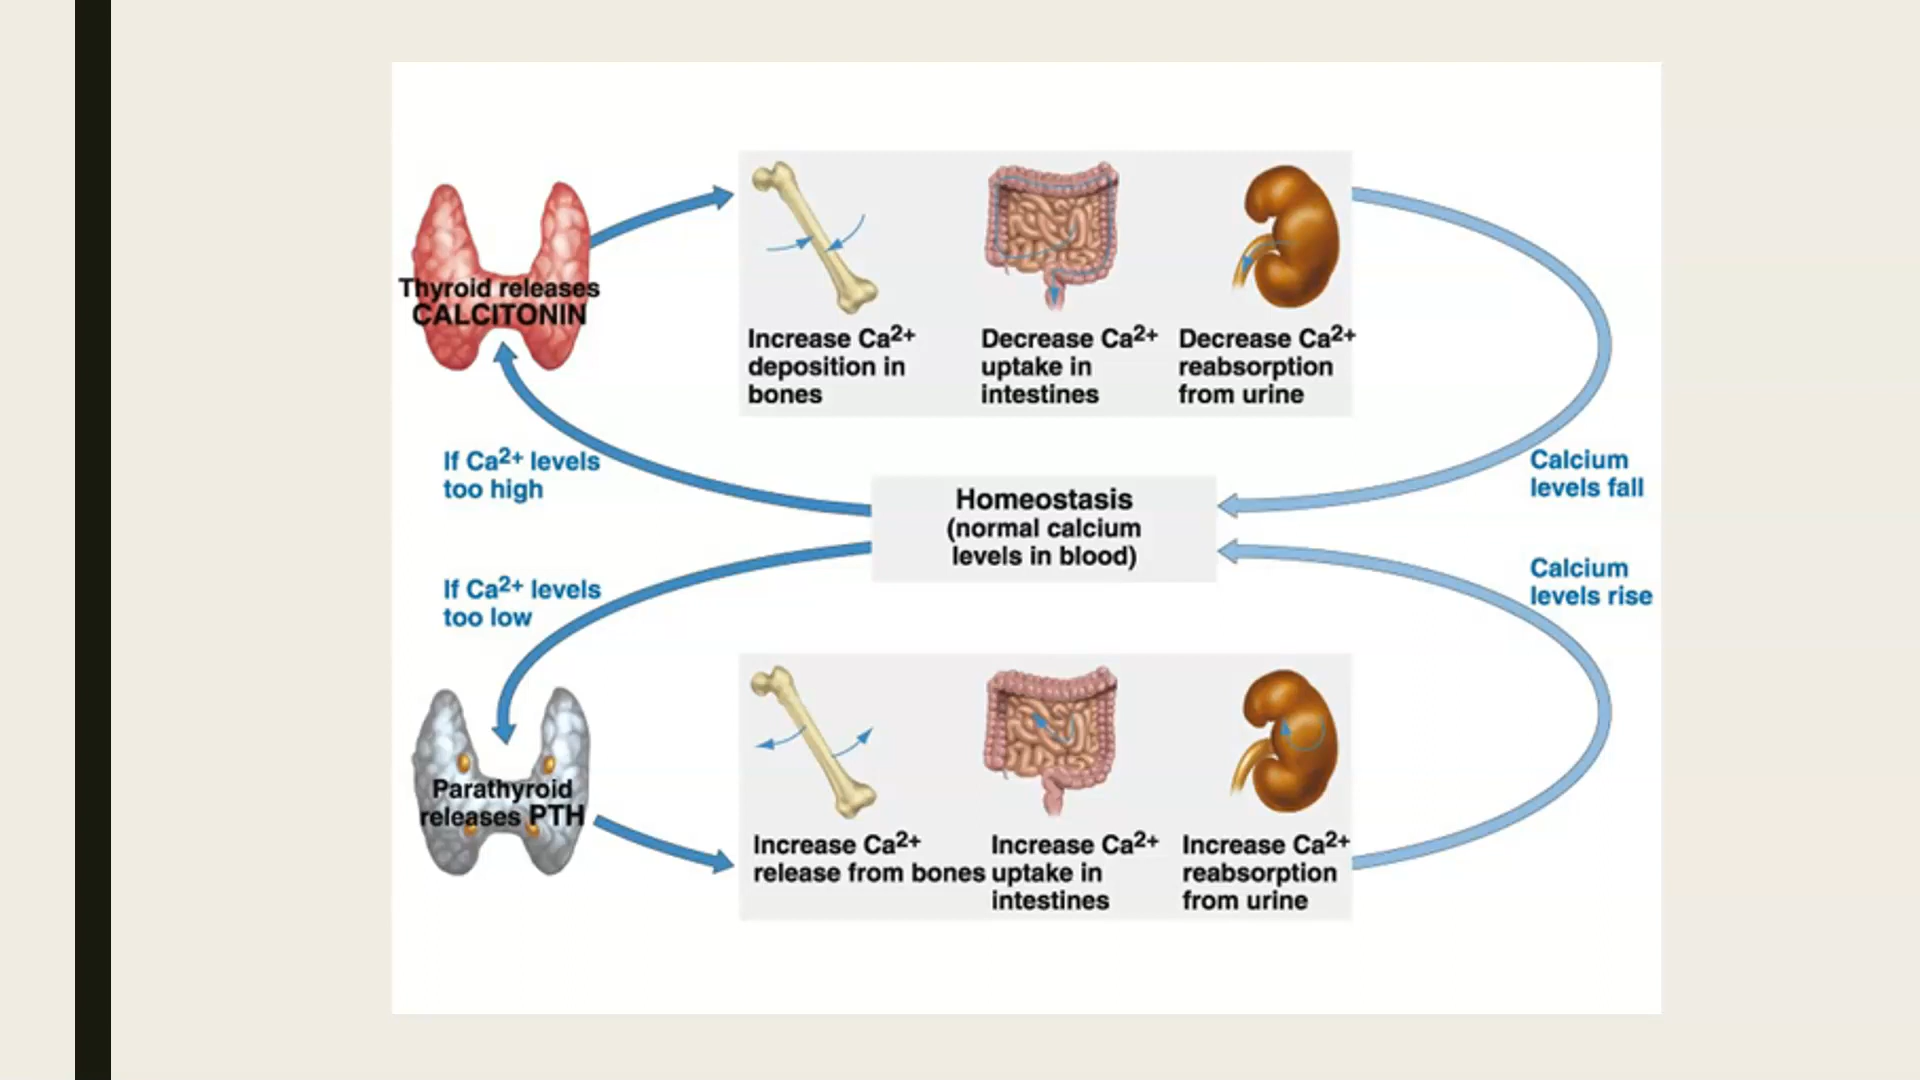 Thyroid releases
CALCITONIN
Increase Ca2+
deposition in
bones
Decrease Ca2+
uptake in
intestines
Decrease Ca2+
reabsorption
from urine
If Ca2+ levels
too high
Calcium
levels fall
Homeostasis
(normal calcium
levels in blood)
If Ca2+ levels
too low
Calcium
levels rise
Parathyroid
releases PTH
Increase Ca2+
release from bones
Increase Ca2+
uptake in
intestines
Increase Ca2+
reabsorption
from urine